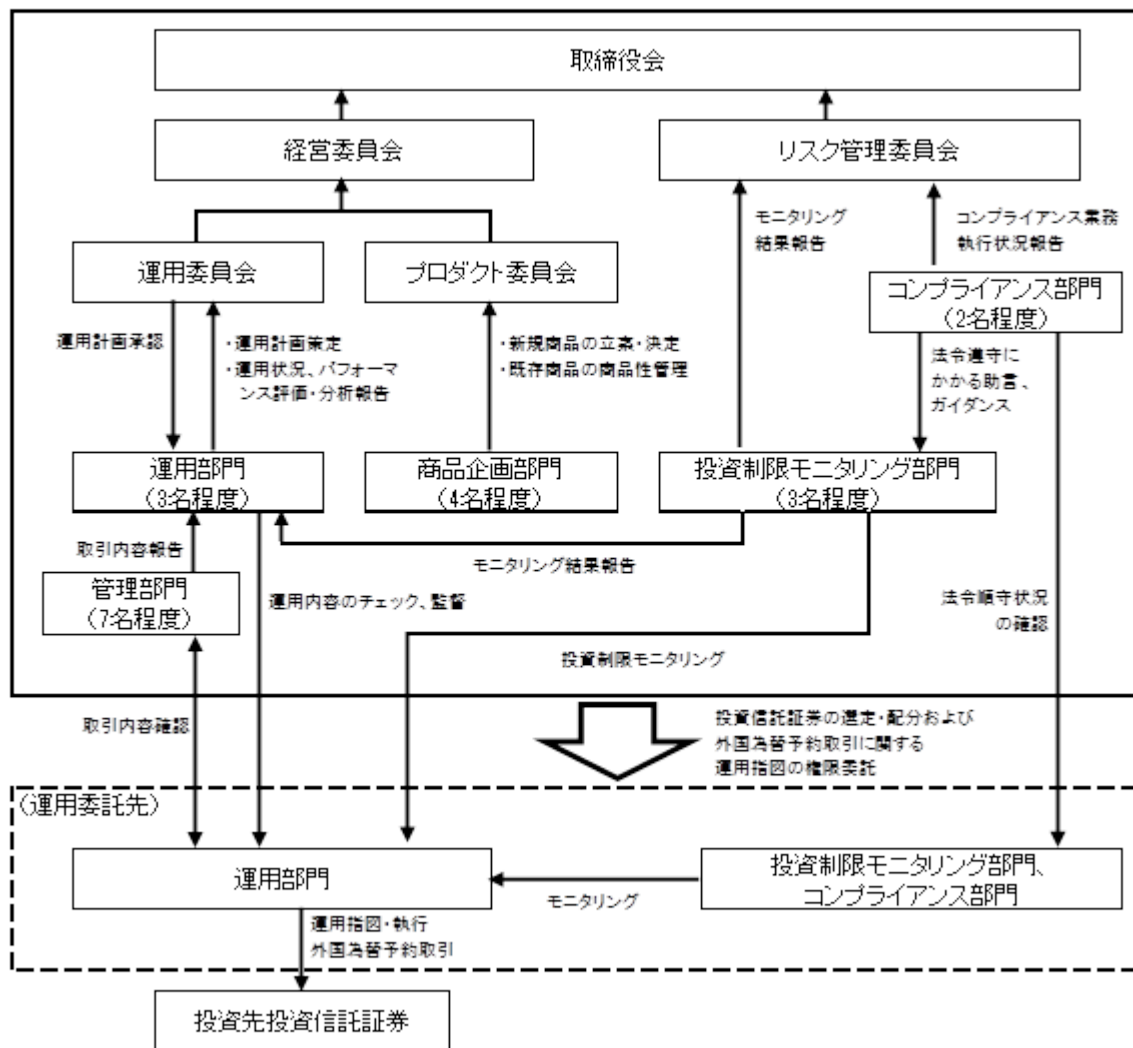 取締役会
経営委員会
リスク管理委員会
モニタリング
結果報告
コンプライアンス業務
執行状況報告
運用委員会
プロダクト委員会
コンプライアンス部門
(2名程度)
運用計画承認
・運用計画策定
・運用状況、パフォーマ
ンス評価・分析報告
・新規商品の立案・決定
・既存商品の商品性管理
法令遵守に
かかる助言、
ガイダンス
運用部門
(3名程度)
商品企画部門
(4名程度)
投資制限モニタリング部門
(3名程度)
取引内容報告
モニタリング結果報告
管理部門
(7名程度)
運用内容のチェック、監督
法令順守状況
の確認
投資制限モニタリング
取引内容確認
投資信託証券の選定・配分および
外国為替予約取引に関する
運用指図の権限委託
(運用委託先)
運用部門
モニタリング
投資制限モニタリング部門、
コンプライアンス部門
運用指図・執行
外国為替予約取引
投資先投資信託証券